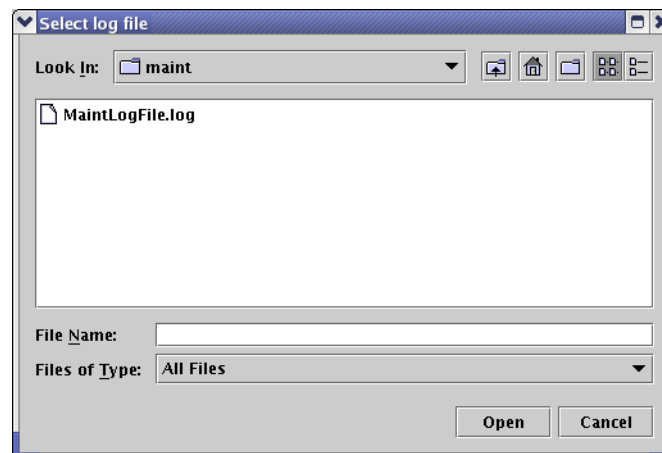 Select log file
Look In: maint
MaintLogFile.log
File Name:
Files of Type: All Files
Open Cancel